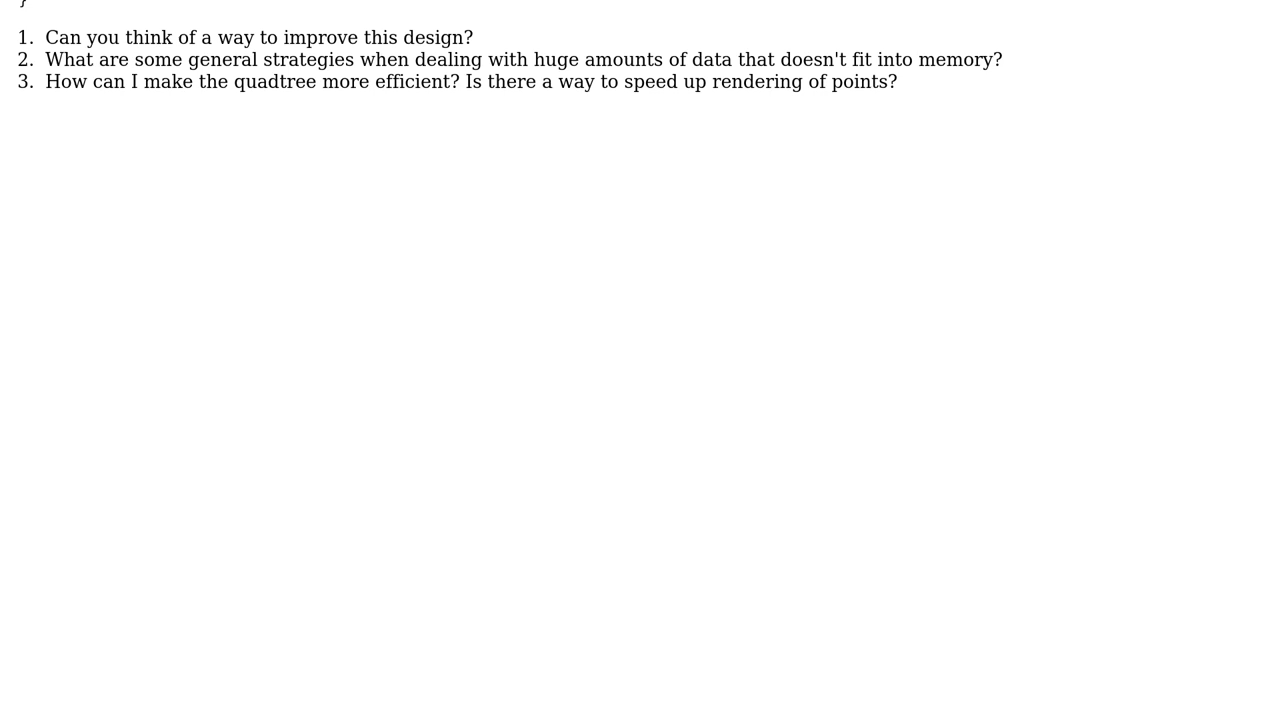 }
1. Can you think of a way to improve this design?
2. What are some general strategies when dealing with huge amounts of data that doesn't fit into memory?
3. How can I make the quadtree more efficient? Is there a way to speed up rendering of points?